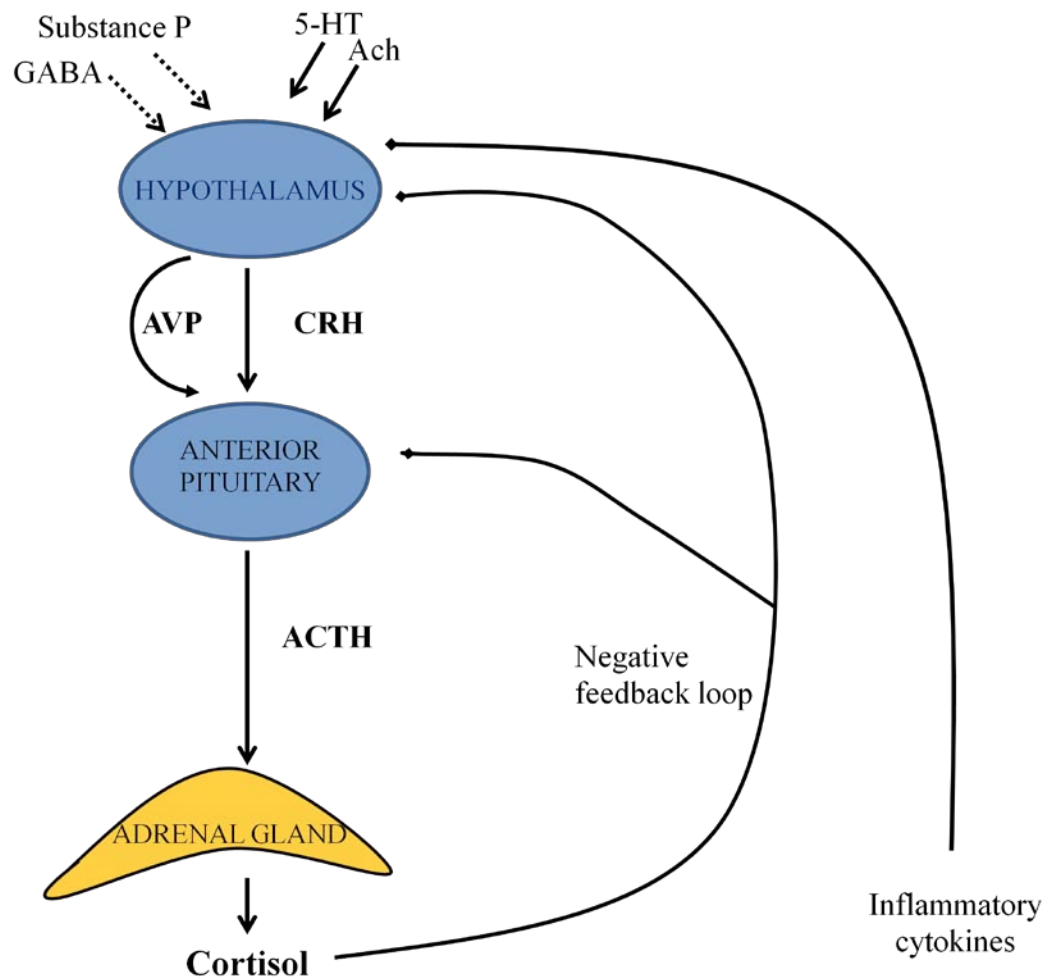 Substance P
GABA
5-HT
Ach
HYPOTHALAMUS
AVP
CRH
ANTERIOR
PITUITARY
ACTH
Negative
feedback loop
ADRENAL GLAND
Cortisol
Inflammatory
cytokines